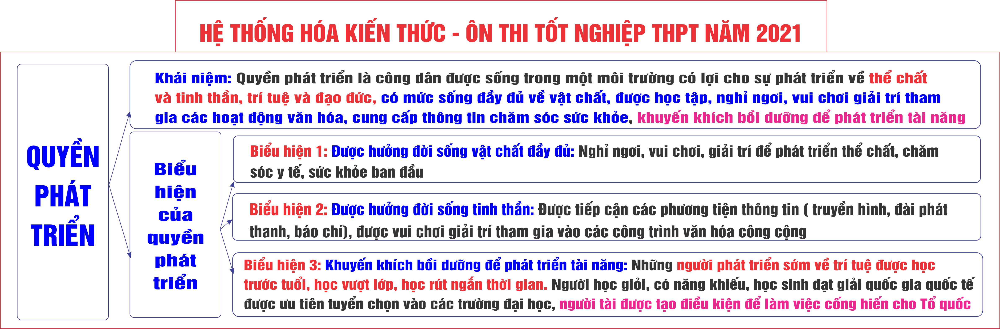 HỆ THỐNG HÓA KIẾN THỨC - ÔN THI TỐT NGHIỆP THPT NĂM 2021
QUYỀN
PHÁT
TRIỂN
Khái niệm: Quyền phát triển là công dân được sống trong một môi trường có lợi cho sự phát triển về thể chất
và tinh thần, trí tuệ và đạo đức, có mức sống đầy đủ về vật chất, được học tập, nghỉ ngơi, vui chơi giải trí tham
gia các hoạt động văn hóa, cung cấp thông tin chăm sóc sức khỏe, khuyến khích bồi dưỡng để phát triển tài năng
Biểu
hiện
của
quyền
phát
triển
Biểu hiện 1: Được hưởng đời sống vật chất đầy đủ: Nghỉ ngơi, vui chơi, giải trí để phát triển thể chất, chăm
sóc y tế, sức khỏe ban đầu
Biểu hiện 2: Được hưởng đời sống tinh thần: Được tiếp cận các phương tiện thông tin ( truyền hình, đài phát
thanh, báo chí), được vui chơi giải trí tham gia vào các công trình văn hóa công cộng
Biểu hiện 3: Khuyến khích bồi dưỡng để phát triển tài năng: Những người phát triển sớm về trí tuệ được học
trước tuổi, học vượt lớp, học rút ngắn thời gian. Người học giỏi, có năng khiếu, học sinh đạt giải quốc gia quốc tế
được ưu tiên tuyển chọn vào các trường đại học, người tài được tạo điều kiện để làm việc cống hiến cho Tổ quốc